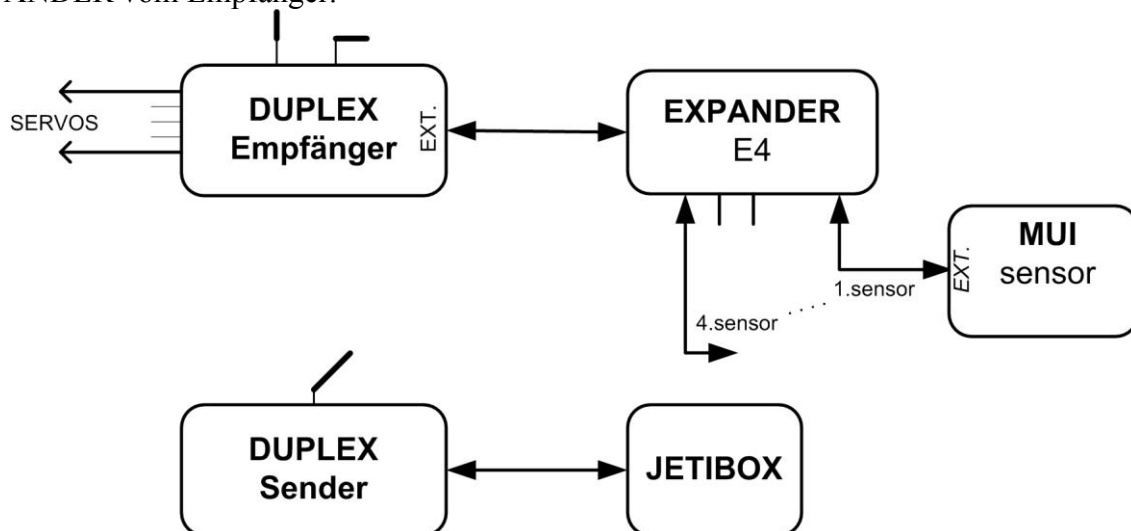 ANDER vom Empfänger.
SERVOS
DUPLEX
Empfänger
EXT.
EXPANDER
E4
MUI
sensor
EXT.
1.sensor
4.sensor
DUPLEX
Sender
JETIBOX